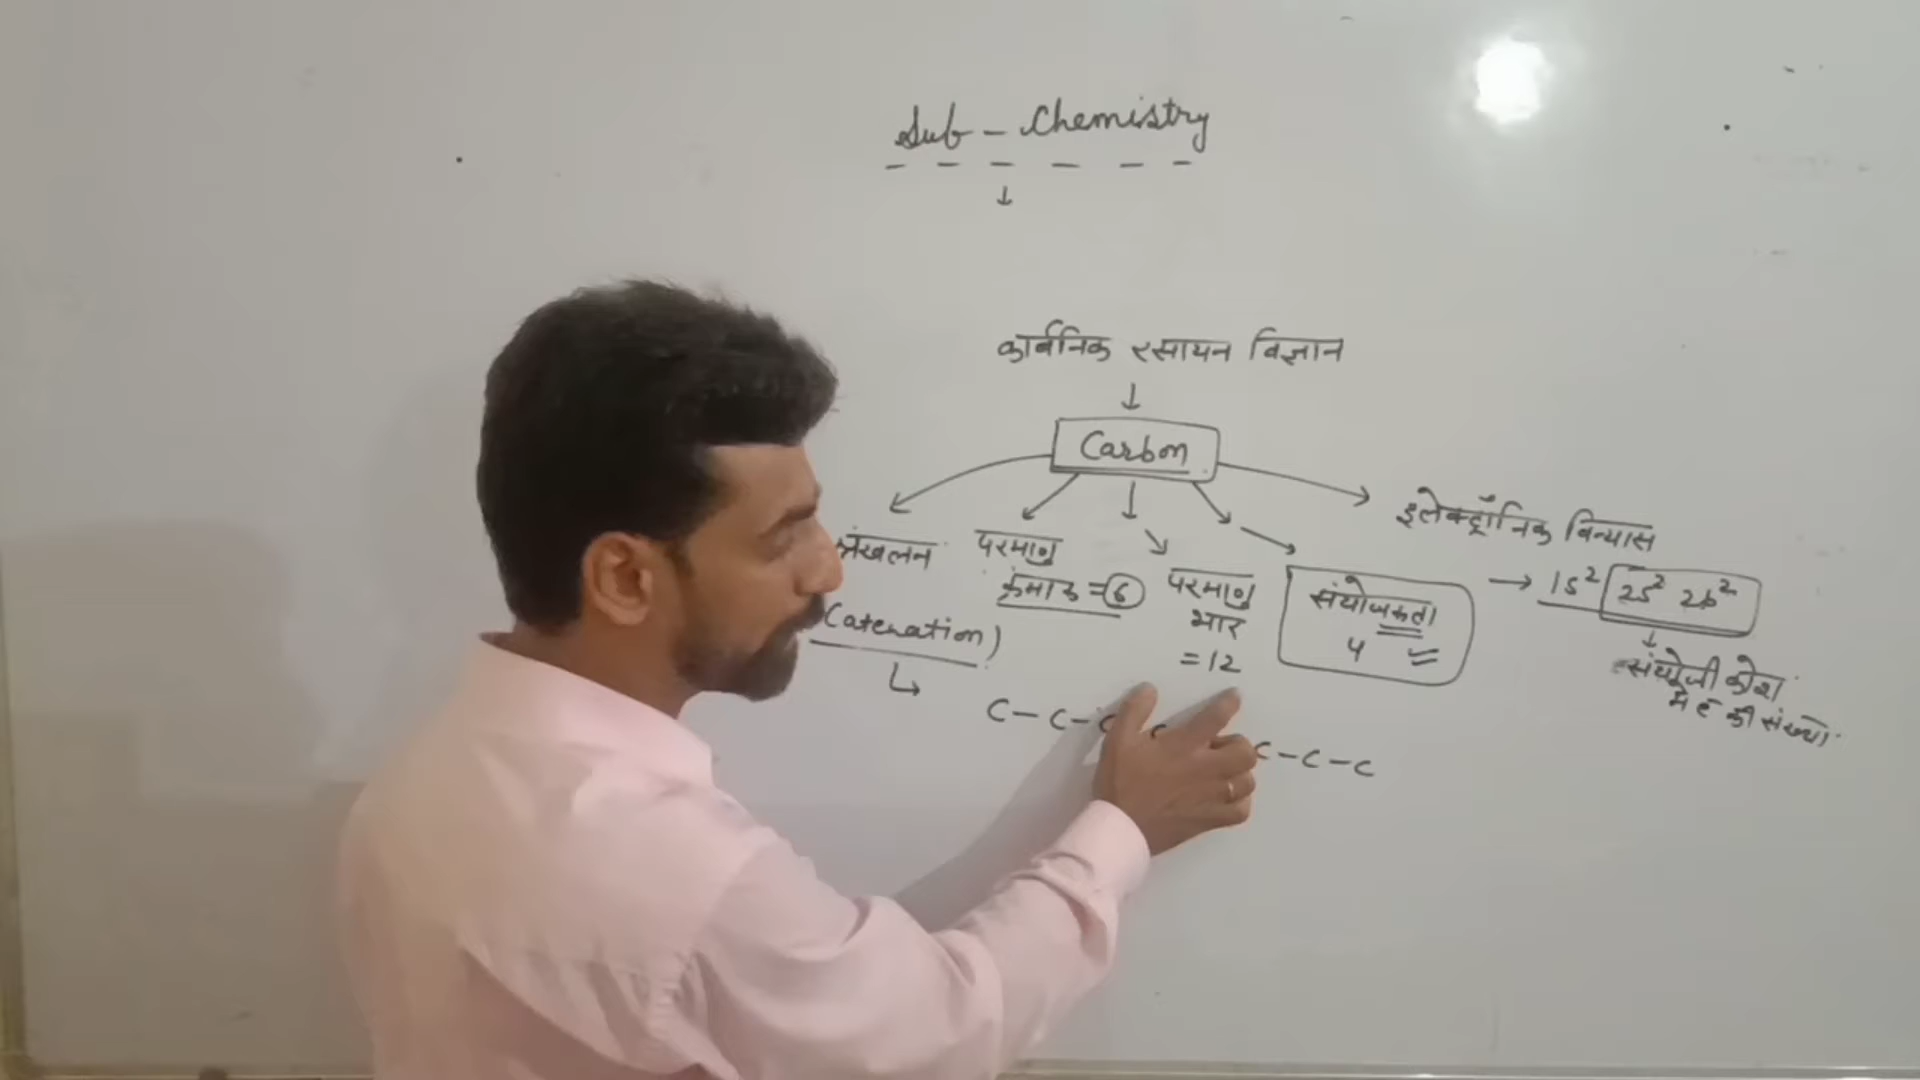 Sub - Chemistry
कार्बनिक रसायन विज्ञान
Carbon
इलेक्ट्रॉनिक विन्यास
→ 1s² 2s² 2p²
संयोजी कोश
में e की संख्या
परमाणु
क्रमांक = 6
परमाणु
भार
= 12
संयोजकता
4
(Catenation)
C - C - C
C - C - C